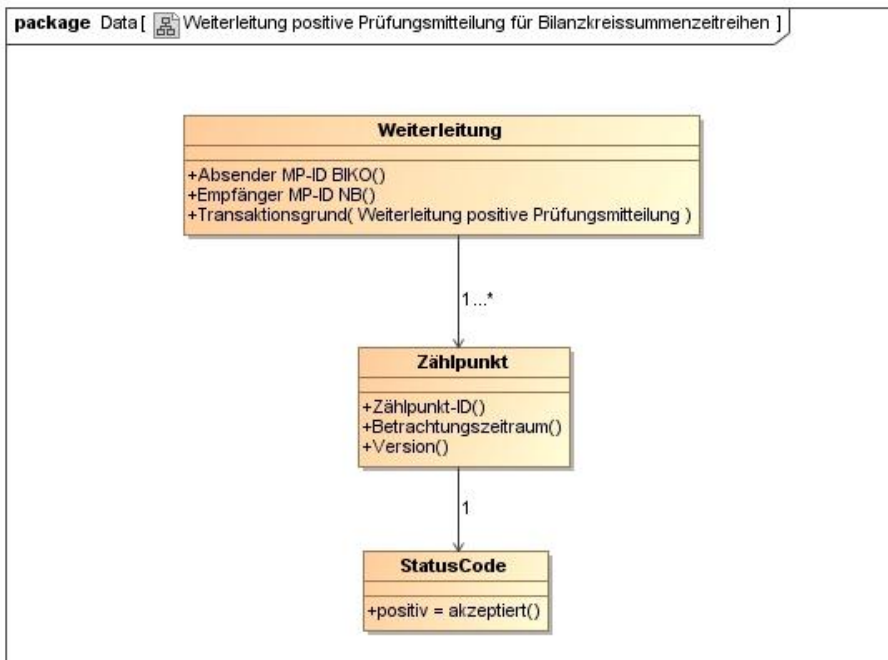 package Data [ Weiterleitung positive Prüfungsmitteilung für Bilanzkreissummenzeitreihen ]
Weiterleitung
+Absender MP-ID BIKO()
+Empfänger MP-ID NB()
+Transaktionsgrund( Weiterleitung positive Prüfungsmitteilung )
1...*
Zählpunkt
+Zählpunkt-ID()
+Betrachtungszeitraum()
+Version()
1
StatusCode
+positiv = akzeptiert()